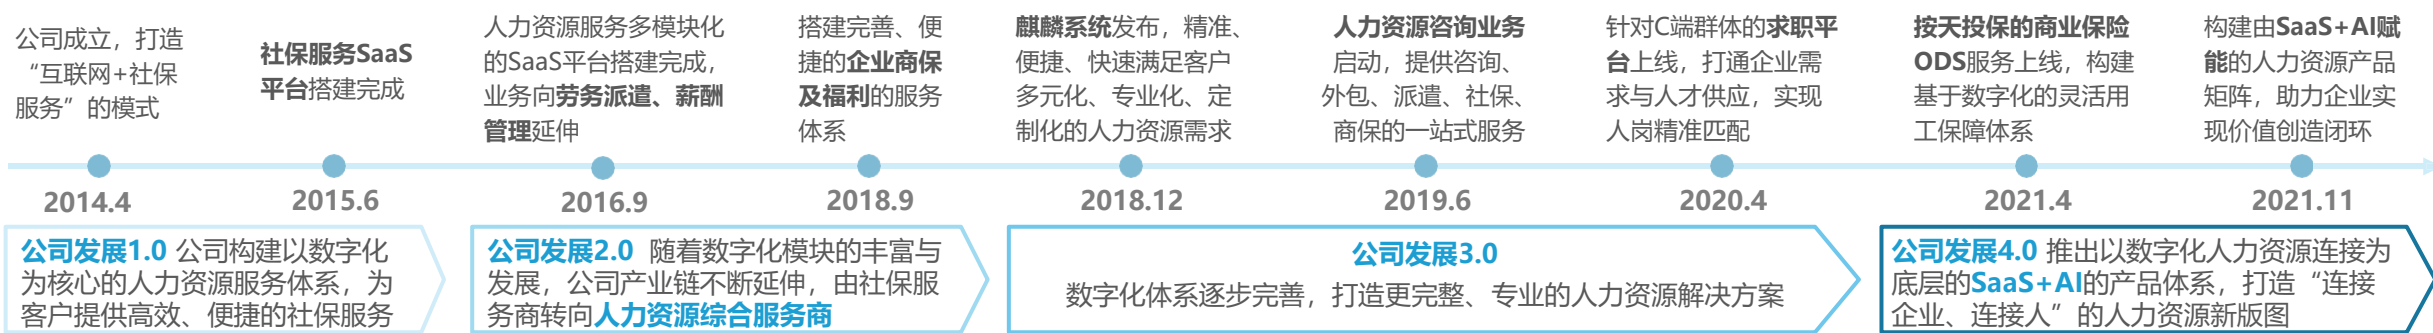 公司成立，打造
“互联网+社保
服务”的模式
2014.4
社保服务SaaS
平台搭建完成
2015.6
人力资源服务多模块化
的SaaS平台搭建完成，
业务向劳务派遣、薪酬
管理延伸
2016.9
搭建完善、便
捷的企业商保
及福利的服务
体系
2018.9
麒麟系统发布，精准、
便捷、快速满足客户
多元化、专业化、定
制化的人力资源需求
2018.12
人力资源咨询业务
启动，提供咨询、
外包、派遣、社保、
商保的一站式服务
2019.6
针对C端群体的求职平
台上线，打通企业需
求与人才供应，实现
人岗精准匹配
2020.4
按天投保的商业保险
ODS服务上线，构建
基于数字化的灵活用
工保障体系
2021.4
构建由SaaS+AI赋
能的人力资源产品
矩阵，助力企业实
现价值创造闭环
2021.11
公司发展1.0 公司构建以数字化
为核心的人力资源服务体系，为
客户提供高效、便捷的社保服务
公司发展2.0 随着数字化模块的丰富与
发展，公司产业链不断延伸，由社保服
务商转向人力资源综合服务商
公司发展3.0
数字化体系逐步完善，打造更完整、专业的人力资源解决方案
公司发展4.0 推出以数字化人力资源连接为
底层的SaaS+AI的产品体系，打造“连接
企业、连接人”的人力资源新版图